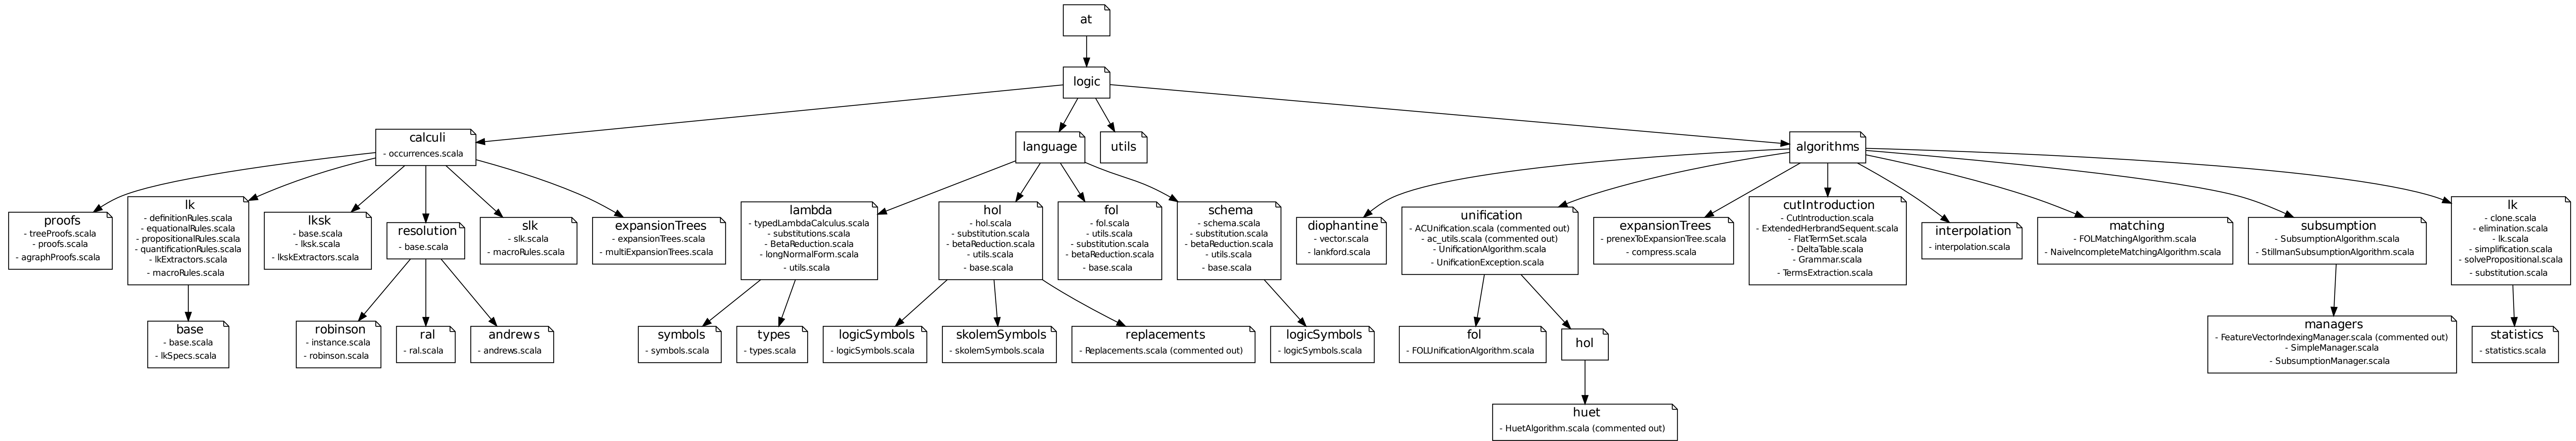 at
logic
calculi
- occurrences.scala
language
utils
algorithms
proofs
- treeProofs.scala
- proofs.scala
- agraphProofs.scala
lk
- definitionRules.scala
- equationalRules.scala
- propositionalRules.scala
- quantificationRules.scala
- lkExtractors.scala
- macroRules.scala
lksk
- base.scala
- lksk.scala
- lkskExtractors.scala
resolution
- base.scala
slk
- slk.scala
- macroRules.scala
expansionTrees
- expansionTrees.scala
- multiExpansionTrees.scala
lambda
- typedLambdaCalculus.scala
- substitutions.scala
- BetaReduction.scala
- longNormalForm.scala
- utils.scala
hol
- hol.scala
- substitution.scala
- betaReduction.scala
- utils.scala
- base.scala
fol
- fol.scala
- utils.scala
- substitution.scala
- betaReduction.scala
- base.scala
schema
- schema.scala
- substitution.scala
- betaReduction.scala
- utils.scala
- base.scala
diophantine
- vector.scala
- lankford.scala
unification
- ACUnification.scala (commented out)
- ac_utils.scala (commented out)
- UnificationAlgorithm.scala
- UnificationException.scala
expansionTrees
- prenexToExpansionTree.scala
- compress.scala
cutIntroduction
- CutIntroduction.scala
- ExtendedHerbrandSequent.scala
- FlatTermSet.scala
- DeltaTable.scala
- Grammar.scala
- TermsExtraction.scala
interpolation
- interpolation.scala
matching
- FOLMatchingAlgorithm.scala
- NaiveIncompleteMatchingAlgorithm.scala
subsumption
- SubsumptionAlgorithm.scala
- StillmanSubsumptionAlgorithm.scala
lk
- clone.scala
- elimination.scala
- lk.scala
- simplification.scala
- solvePropositional.scala
- substitution.scala
base
- base.scala
- lkSpecs.scala
robinson
- instance.scala
- robinson.scala
ral
- ral.scala
andrews
- andrews.scala
symbols
- symbols.scala
types
- types.scala
logicSymbols
- logicSymbols.scala
skolemSymbols
- skolemSymbols.scala
replacements
- Replacements.scala (commented out)
logicSymbols
- logicSymbols.scala
fol
- FOLUnificationAlgorithm.scala
hol
managers
- FeatureVectorIndexingManager.scala (commented out)
- SimpleManager.scala
- SubsumptionManager.scala
statistics
- statistics.scala
huet
- HuetAlgorithm.scala (commented out)